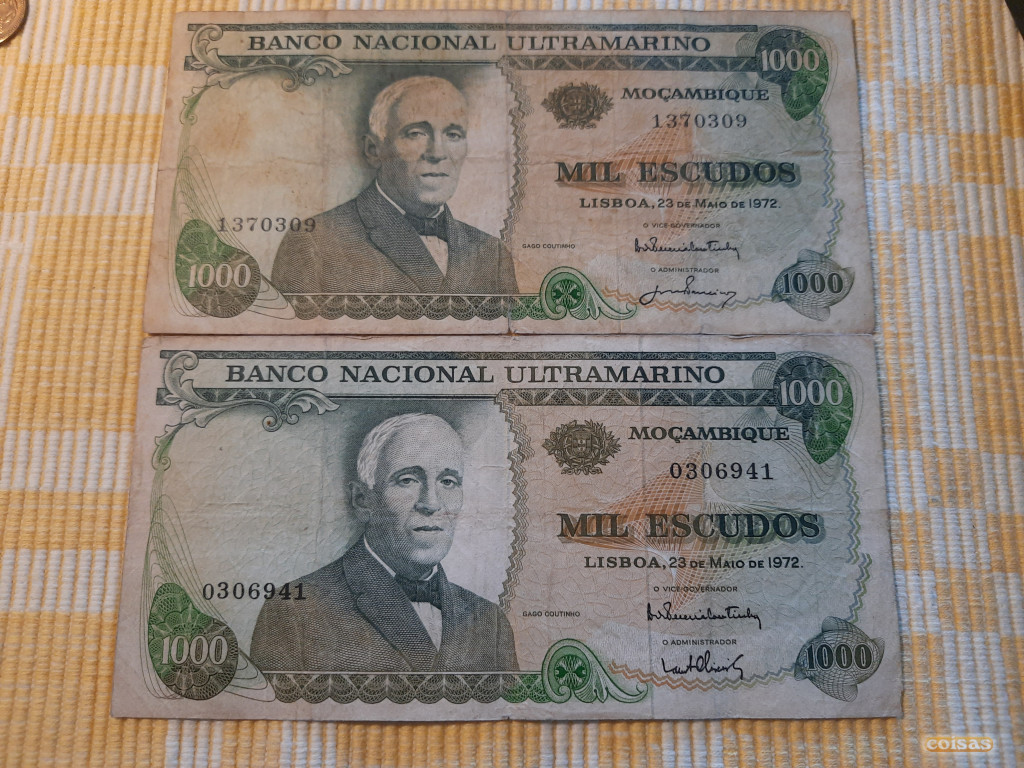 BANCO NACIONAL ULTRAMARINO
1000
MOÇAMBIQUE
1370309
MIL ESCUDOS
LISBOA, 23 DE MAIO DE 1972.
O VICE-GOVERNADOR
1370309
GAGO COUTINHO
O ADMINISTRADOR
1000
1000
BANCO NACIONAL ULTRAMARINO
1000
MOÇAMBIQUE
0306941
MIL ESCUDOS
LISBOA, 23 DE MAIO DE 1972.
O VICE-GOVERNADOR
0306941
GAGO COUTINHO
O ADMINISTRADOR
1000
1000
coisas